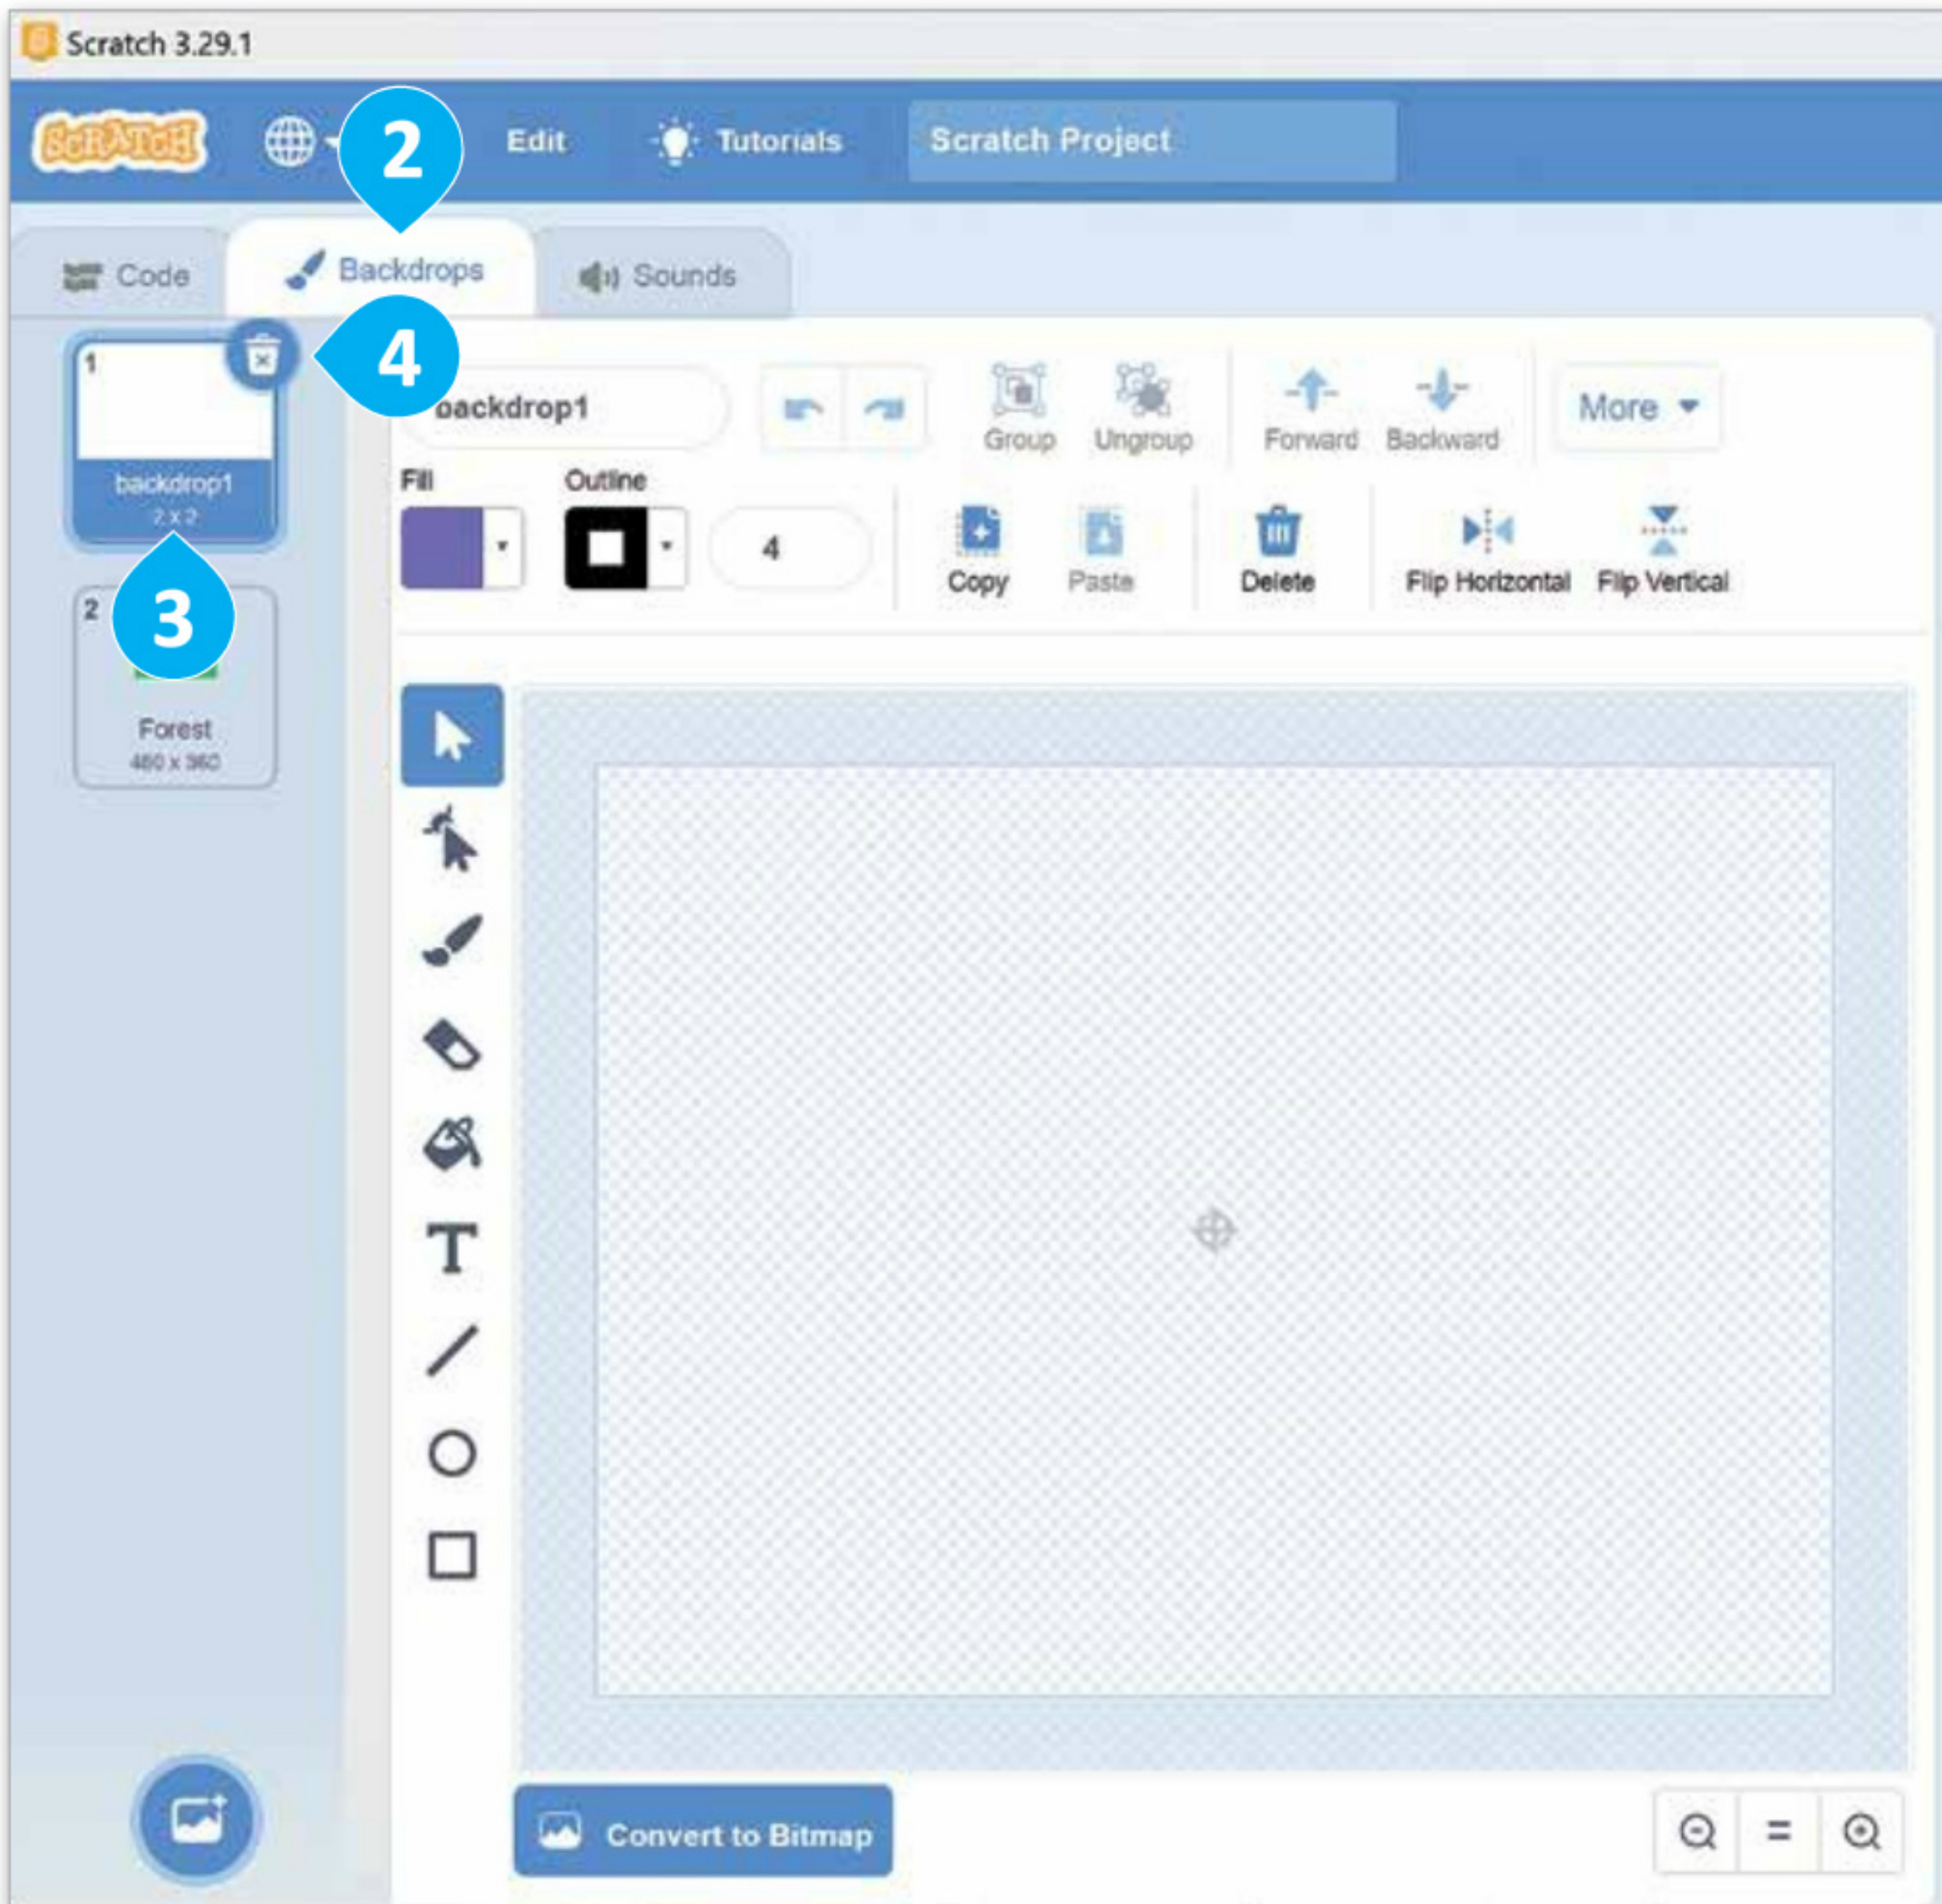 Scratch 3.29.1
SCRATCH
2
Edit
Tutorials
Scratch Project
Code
Backdrops
Sounds
1
4
backdrop1
Group
Ungroup
Forward
Backward
More
backdrop1
2 x 2
Fill
Outline
4
Copy
Paste
Delete
Flip Horizontal
Flip Vertical
3
2
Forest
480 x 360
T
Convert to Bitmap